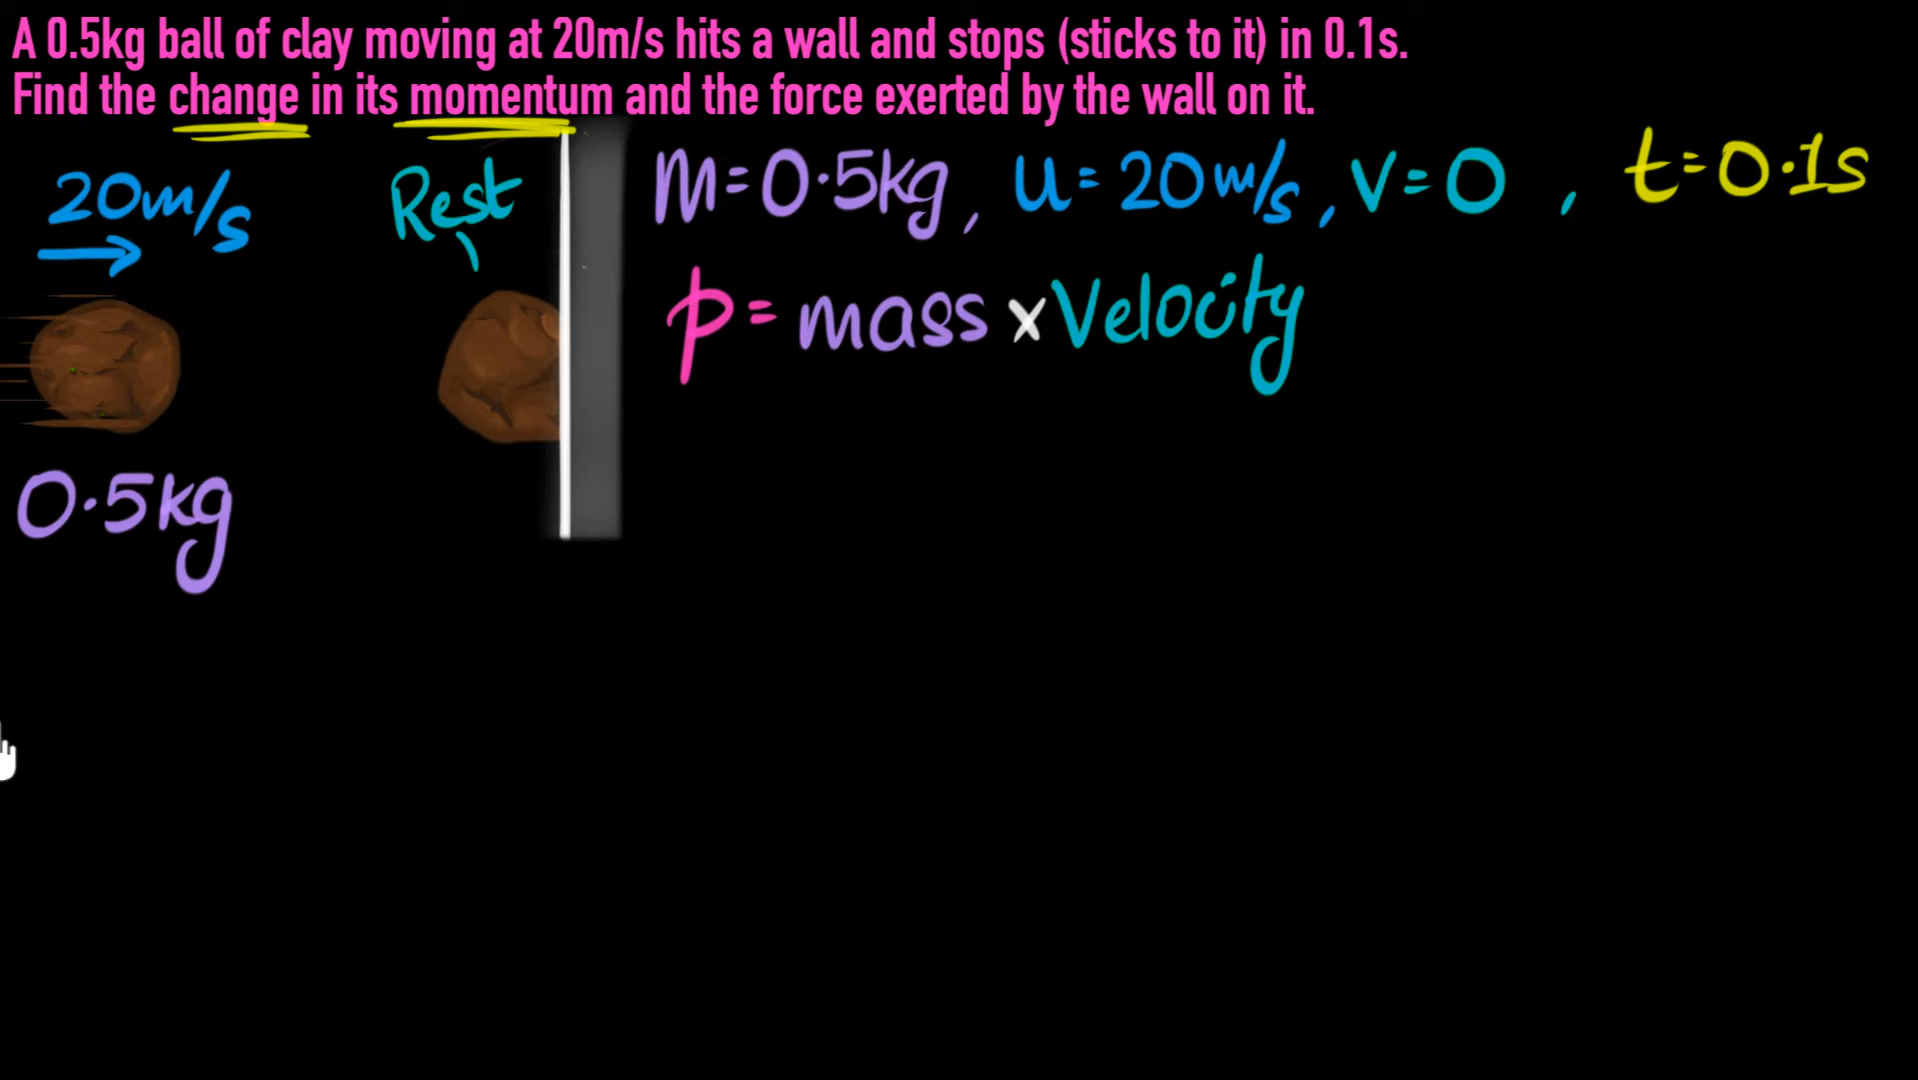 A 0.5kg ball of clay moving at 20m/s hits a wall and stops (sticks to it) in 0.1s.
Find the change in its momentum and the force exerted by the wall on it.
20m/s
Rest
m=0.5kg, u=20m/s, v=0, t=0.1s
p=mass x Velocity
0.5kg